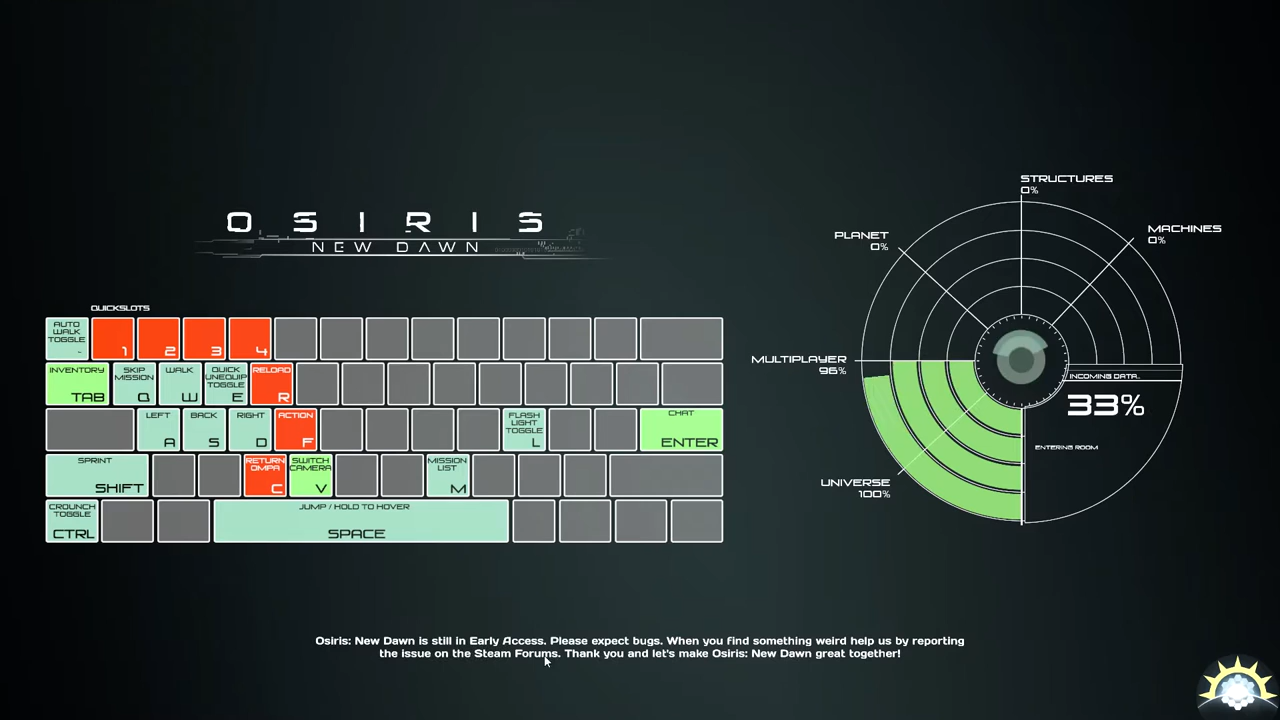 OSIRIS
NEW DAWN
QUICKSLOTS
AUTO
WALK
TOGGLE
1
2
3
4
INVENTORY
TAB
SKIP
MISSION
Q
WALK
W
QUICK
UNEQUIP
TOGGLE
E
RELOAD
R
LEFT
A
BACK
S
RIGHT
D
ACTION
F
FLASH
LIGHT
TOGGLE
L
CHAT
ENTER
SPRINT
SHIFT
RETURN
OMPA
C
SWITCH
CAMERA
V
MISSION
LIST
M
CROUNCH
TOGGLE
CTRL
JUMP / HOLD TO HOVER
SPACE
STRUCTURES
0%
MACHINES
0%
PLANET
0%
MULTIPLAYER
96%
UNIVERSE
100%
INCOMING DATA..
33%
ENTERING ROOM
Osiris: New Dawn is still in Early Access. Please expect bugs. When you find something weird help us by reporting
the issue on the Steam Forums. Thank you and let's make Osiris: New Dawn great together!